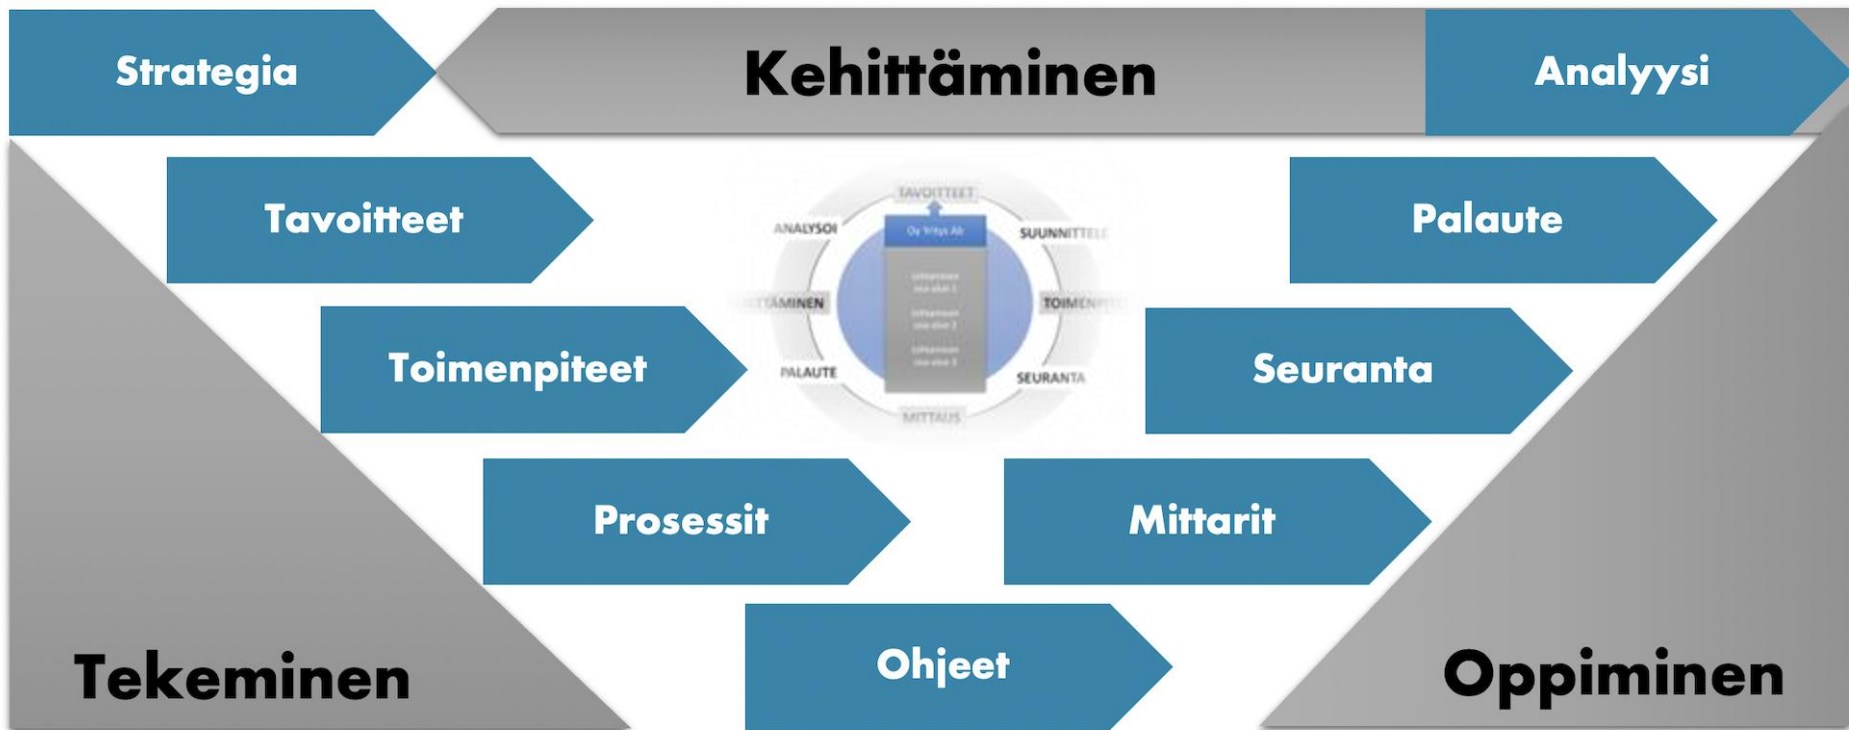 Strategia
Kehittäminen
Analyysi
Tavoitteet
Palaute
TAVOITTEET
ANALYSOI
Oy Yritys Ab
SUUNNITTELE
TOIMENPI
PALAUTE
SEURANTA
MITTAUS
Toimenpiteet
Seuranta
Prosessit
Mittarit
Ohjeet
Tekeminen
Oppiminen